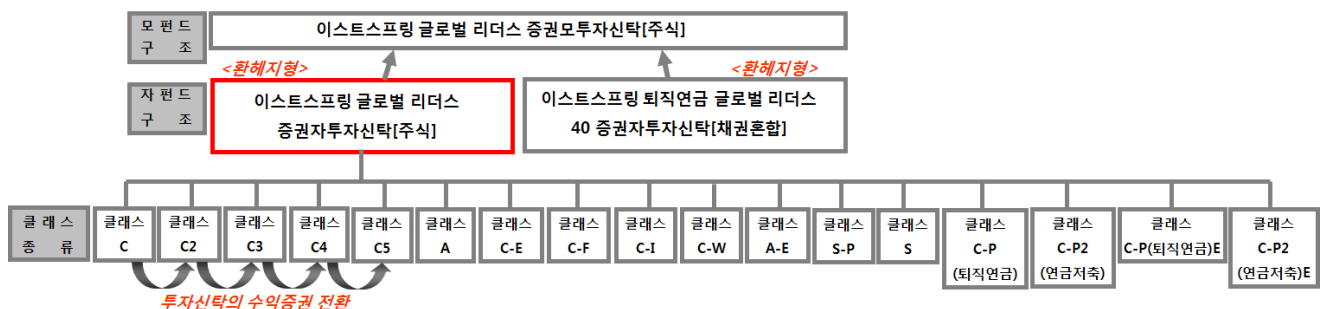 모 펀 드
구 조
이스트스프링 글로벌 리더스 증권모투자신탁[주식]
<환헤지형>
<환헤지형>
자 펀 드
구 조
이스트스프링 글로벌 리더스
증권자투자신탁[주식]
이스트스프링 퇴직연금 글로벌 리더스
40 증권자투자신탁[채권혼합]
클 래 스
종 류
클래스
C
클래스
C2
클래스
C3
클래스
C4
클래스
C5
클래스
A
클래스
C-E
클래스
C-F
클래스
C-I
클래스
C-W
클래스
A-E
클래스
S-P
클래스
S
클래스
C-P
(퇴직연금)
클래스
C-P2
(연금저축)
클래스
C-P(퇴직연금)E
클래스
C-P2
(연금저축)E
투자신탁의 수익증권 전환